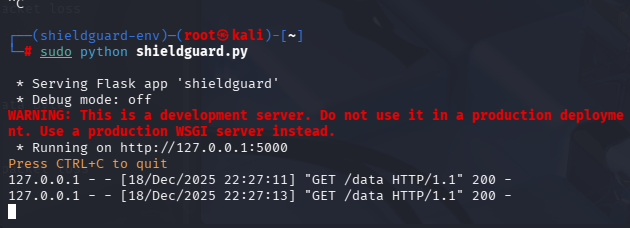 ^C
┌──(shieldguard-env)─(root㉿kali)-[~]
└─# sudo python shieldguard.py
 * Serving Flask app 'shieldguard'
 * Debug mode: off
WARNING: This is a development server. Do not use it in a production deployme
nt. Use a production WSGI server instead.
 * Running on http://127.0.0.1:5000
Press CTRL+C to quit
127.0.0.1 - - [18/Dec/2025 22:27:11] "GET /data HTTP/1.1" 200 -
127.0.0.1 - - [18/Dec/2025 22:27:13] "GET /data HTTP/1.1" 200 -